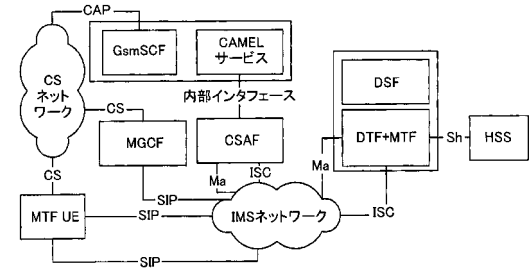 CAP
GsmSCF
CAMEL
サービス
CS
ネット
ワーク
DSF
内部インタフェース
CS
MGCF
CSAF
DTF+MTF
Sh
HSS
Ma
ISC
Ma
CS
SIP
MTF UE
SIP
IMSネットワーク
ISC
SIP